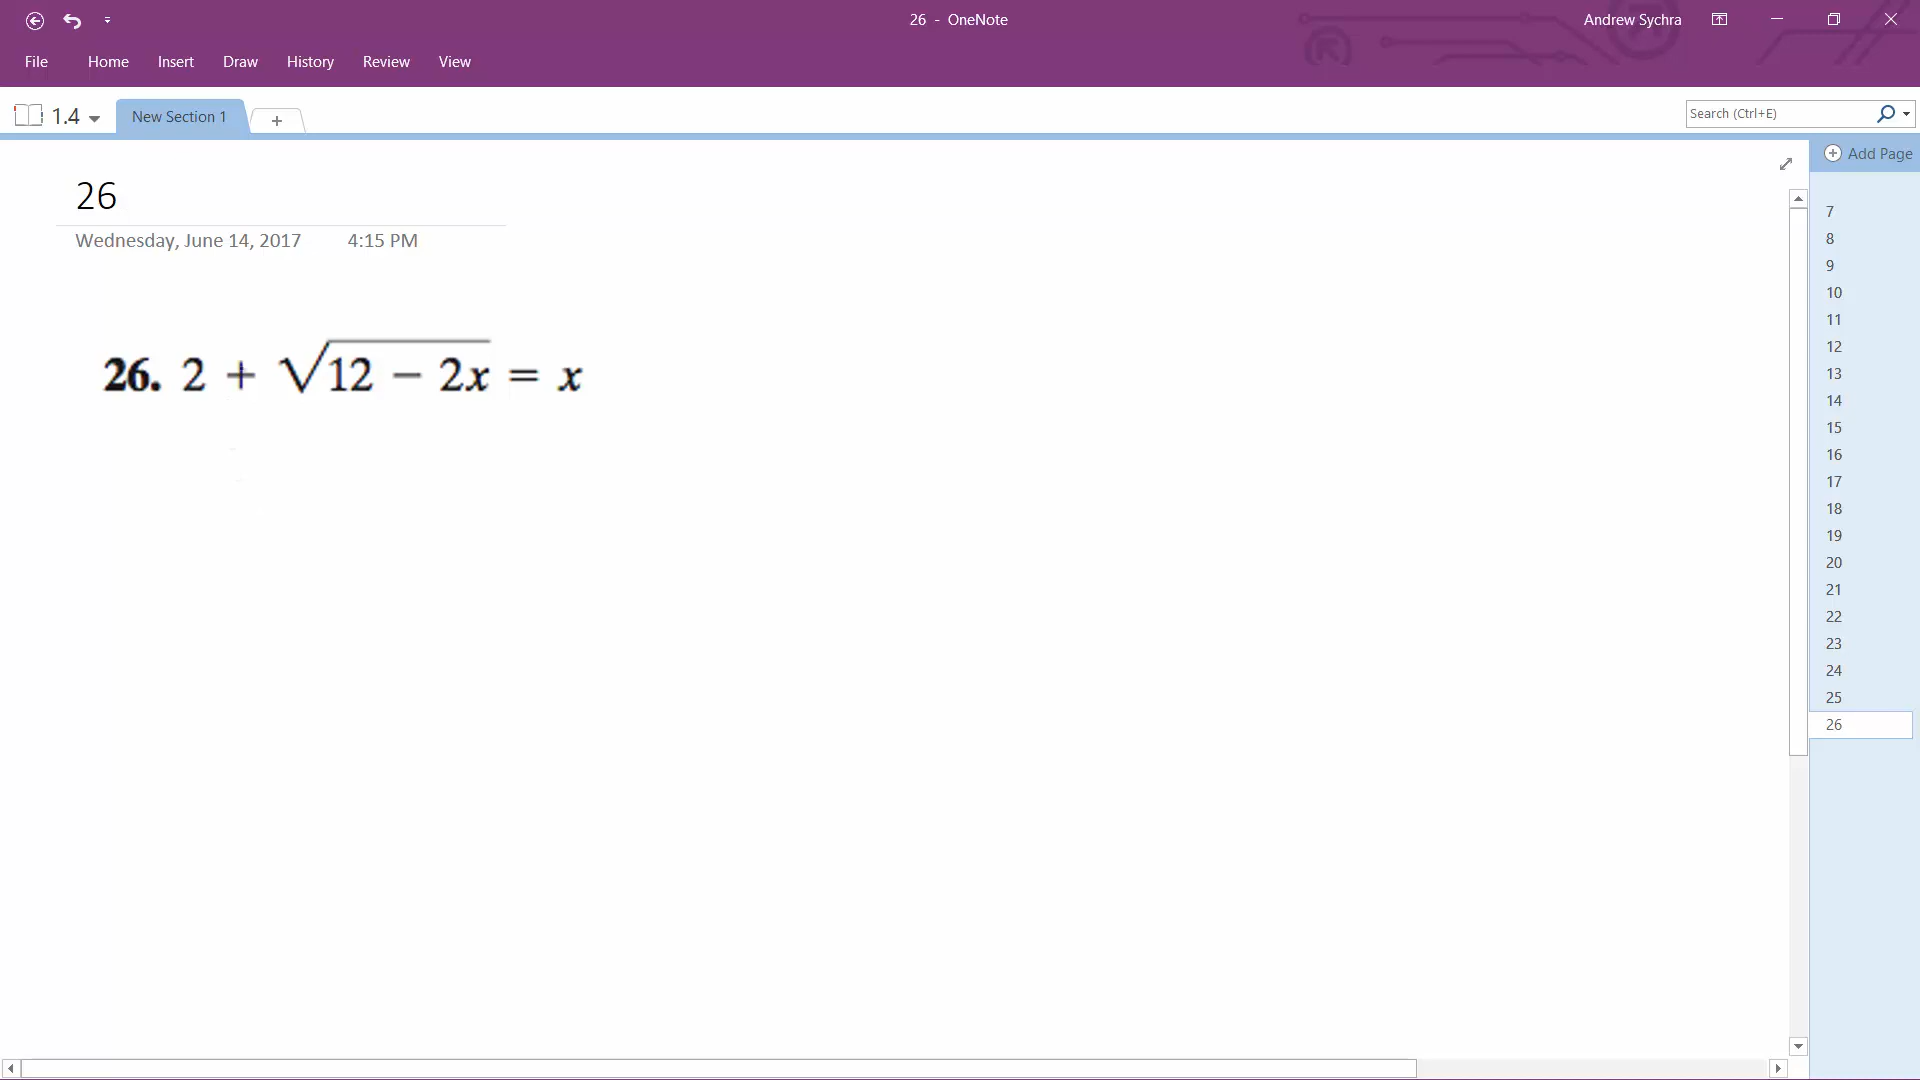 26 - OneNote
Andrew Sychra
File Home Insert Draw History Review View
1.4
New Section 1
+
Search (Ctrl+E)
Add Page
26
Wednesday, June 14, 2017 4:15 PM
26. 2 + √12 − 2x = x
7
8
9
10
11
12
13
14
15
16
17
18
19
20
21
22
23
24
25
26